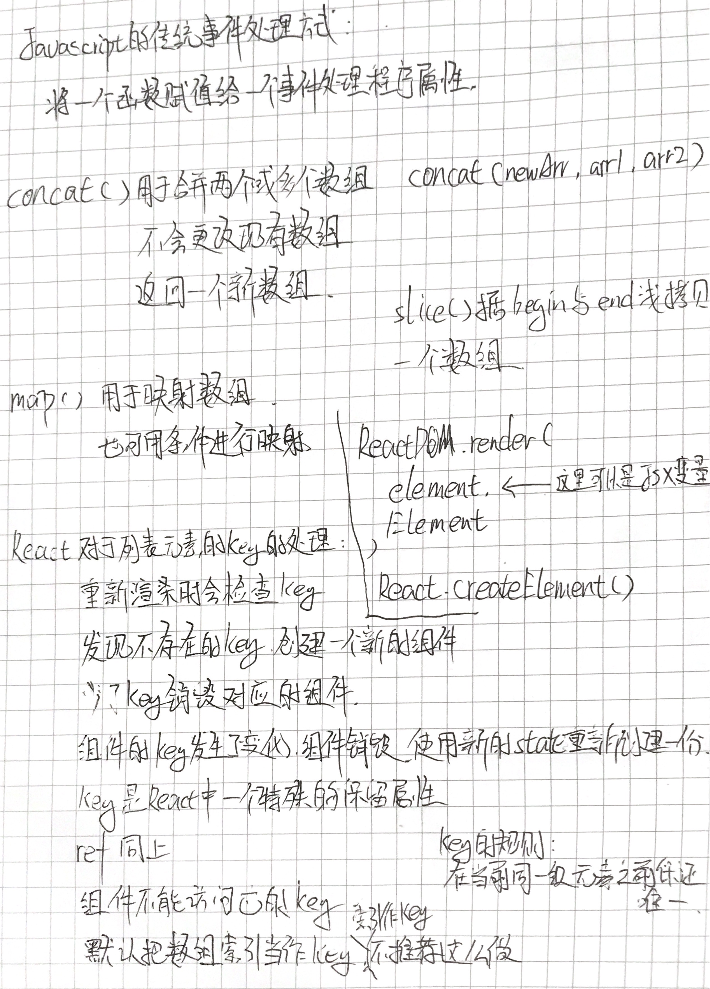 Javascript的传统事件处理方式：
将一个函数赋值给一个事件处理程序属性.
concat()用于合并两个或多个数组 concat(newArr, arr1, arr2)
不会更改现有数组
返回一个新数组.
slice()据begin与end浅拷贝
一个数组
map() 用于映射数组.
也可用条件进行映射
ReactDOM.render(
element, ← 这里可以是JSX变量
Element
)
React.createElement()
React对于列表元素的key的处理：
重新渲染时会检查key
发现不存在的key 创建一个新的组件
少了key销毁对应的组件.
组件的key发生了变化,组件销毁 使用新的state重新创建一份.
key是React中一个特殊的保留属性
ref 同上
key的规则：
在当前同一级元素之前保证
唯一
组件不能访问它的key
索引作key
默认把数组索引当作key 不推荐这么做